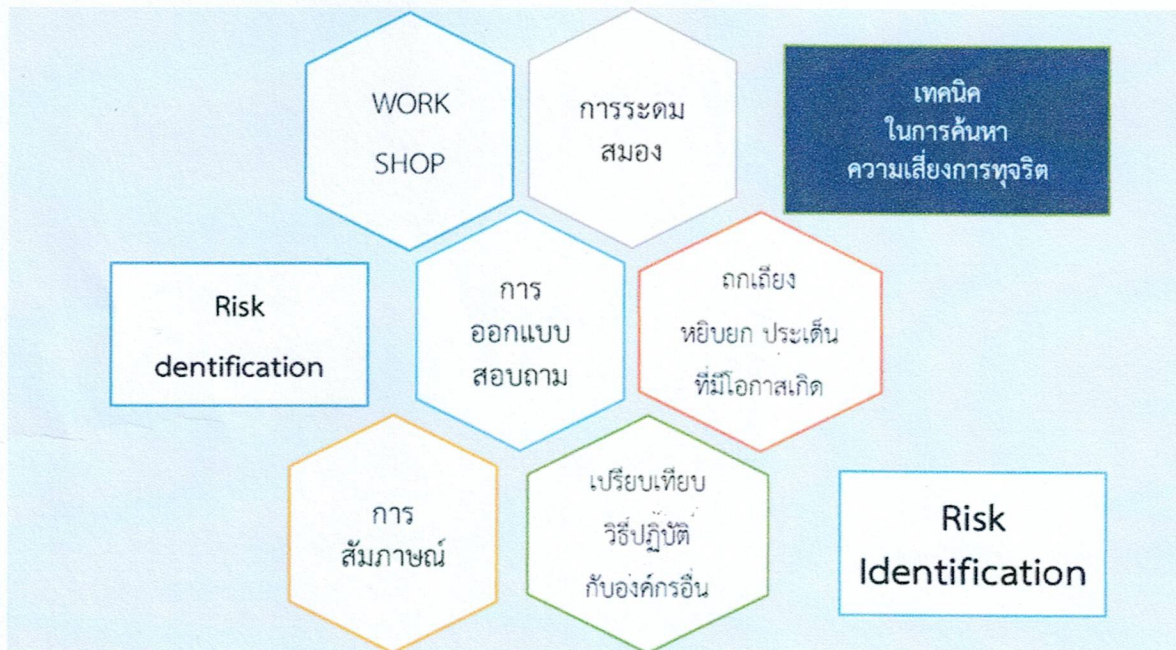 WORK
SHOP
การระดม
สมอง
เทคนิค
ในการค้นหา
ความเสี่ยงการทุจริต
Risk
dentification
การ
ออกแบบ
สอบถาม
ถกเถียง
หยิบยก ประเด็น
ที่มีโอกาสเกิด
การ
สัมภาษณ์
เปรียบเทียบ
วิธีปฏิบัติ
กับองค์กรอื่น
Risk
Identification